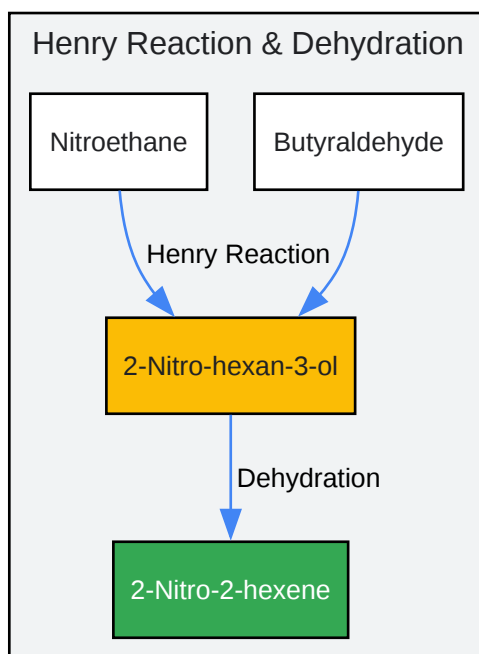 Henry Reaction & Dehydration
Nitroethane
Butyraldehyde
Henry Reaction
2-Nitro-hexan-3-ol
Dehydration
2-Nitro-2-hexene